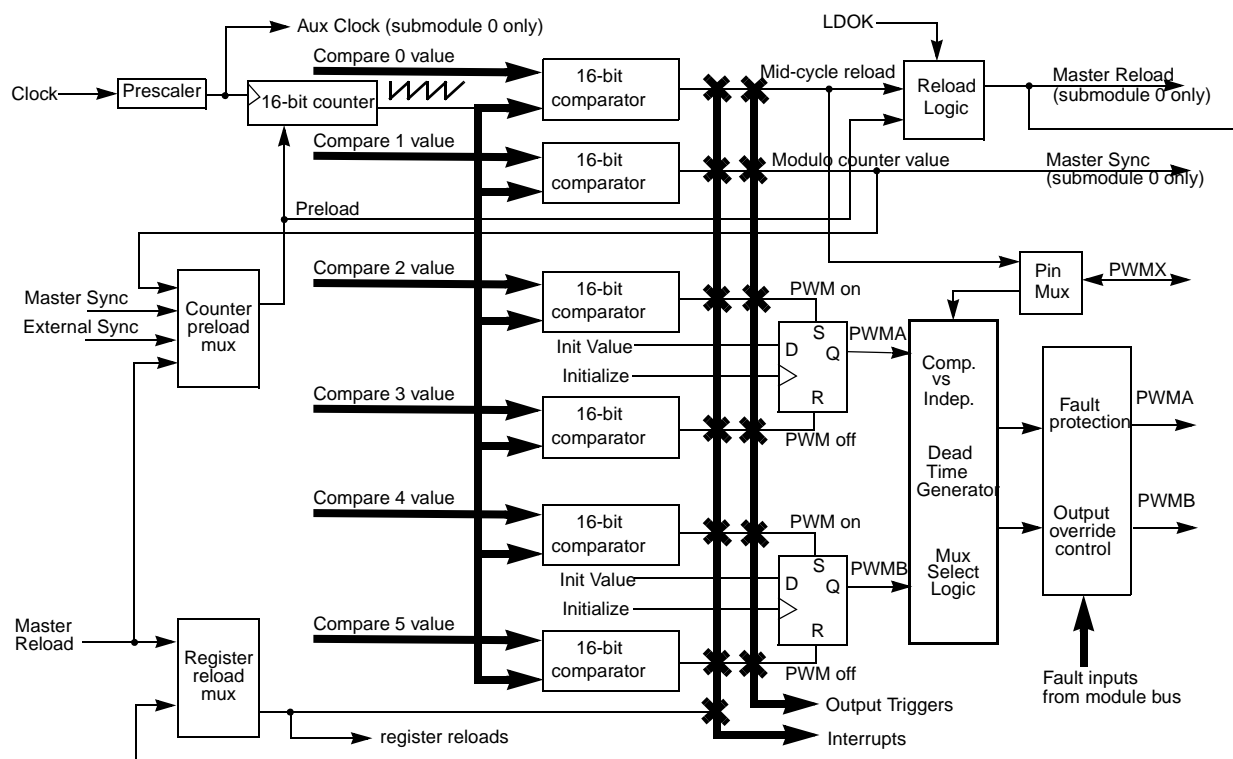 Aux Clock (submodule 0 only)
LDOK
Compare 0 value
Clock
Prescaler
16-bit counter
16-bit
comparator
Mid-cycle reload
Reload
Logic
Master Reload
(submodule 0 only)
Compare 1 value
16-bit
comparator
Modulo counter value
Master Sync
(submodule 0 only)
Preload
Compare 2 value
Master Sync
External Sync
Counter
preload
mux
16-bit
comparator
PWM on
Pin
Mux
PWMX
Init Value
Initialize
S
D
Q
R
PWMA
Comp.
vs
Indep.
Dead
Time
Generator
Mux
Select
Logic
Compare 3 value
16-bit
comparator
PWM off
Fault
protection
PWMA
Output
override
control
PWMB
Compare 4 value
16-bit
comparator
PWM on
Init Value
Initialize
S
D
Q
R
PWMB
Master
Reload
Register
reload
mux
Compare 5 value
16-bit
comparator
PWM off
Fault inputs
from module bus
Output Triggers
register reloads
Interrupts